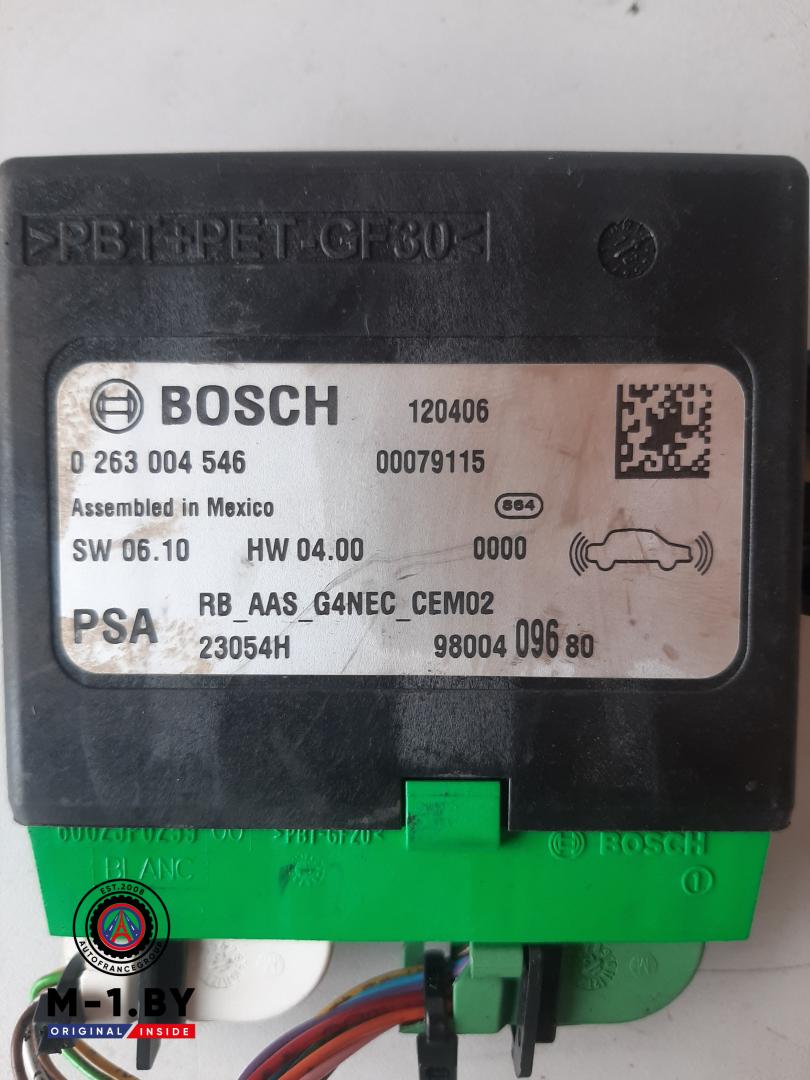 >PBT+PET-GF30<
BOSCH 120406
0 263 004 546 00079115
Assembled in Mexico 864
SW 06.10 HW 04.00 0000
PSA RB_AAS_G4NEC_CEM02
23054H 98004 096 80
>PBT-GF20<
BOSCH
BLANC
1
EST.2008
AUTOFRANCEGROUP
M-1.BY
ORIGINAL INSIDE